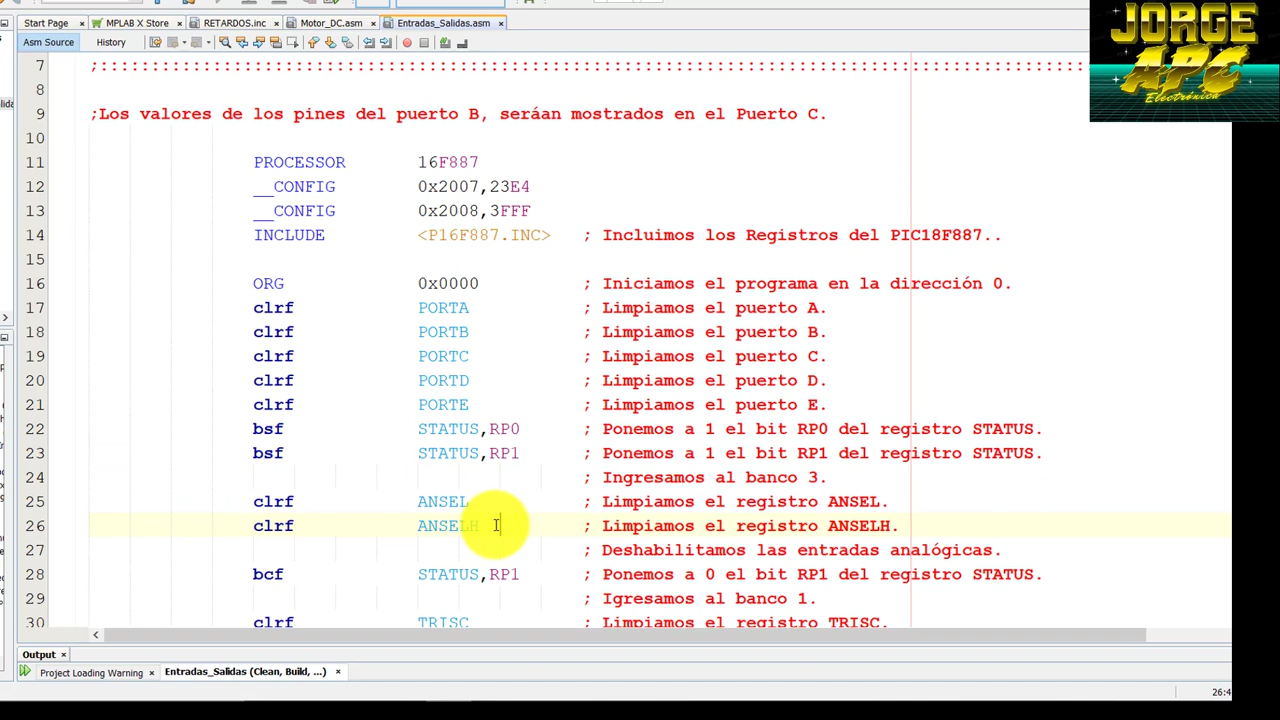 JORGE
APC
Electrónica
Start Page
MPLAB X Store
RETARDOS.inc
Motor_DC.asm
Entradas_Salidas.asm
Asm Source
History
7 ;::::::::::::::::::::::::::::::::::::::::::::::::::::::::::::::::::::::::::::::::::::::::::::::::
8
9 ;Los valores de los pines del puerto B, seráan mostrados en el Puerto C.
10
11 PROCESSOR 16F887
12 __CONFIG 0x2007,23E4
13 __CONFIG 0x2008,3FFF
14 INCLUDE <P16F887.INC> ; Incluimos los Registros del PIC18F887..
15
16 ORG 0x0000 ; Iniciamos el programa en la dirección 0.
17 clrf PORTA ; Limpiamos el puerto A.
18 clrf PORTB ; Limpiamos el puerto B.
19 clrf PORTC ; Limpiamos el puerto C.
20 clrf PORTD ; Limpiamos el puerto D.
21 clrf PORTE ; Limpiamos el puerto E.
22 bsf STATUS,RP0 ; Ponemos a 1 el bit RP0 del registro STATUS.
23 bsf STATUS,RP1 ; Ponemos a 1 el bit RP1 del registro STATUS.
24 ; Ingresamos al banco 3.
25 clrf ANSEL ; Limpiamos el registro ANSEL.
26 clrf ANSELH ; Limpiamos el registro ANSELH.
27 ; Deshabilitamos las entradas analógicas.
28 bcf STATUS,RP1 ; Ponemos a 0 el bit RP1 del registro STATUS.
29 ; Igresamos al banco 1.
30 clrf TRISC ; Limpiamos el registro TRISC.
Output
Project Loading Warning
Entradas_Salidas (Clean, Build, ...)
26:4